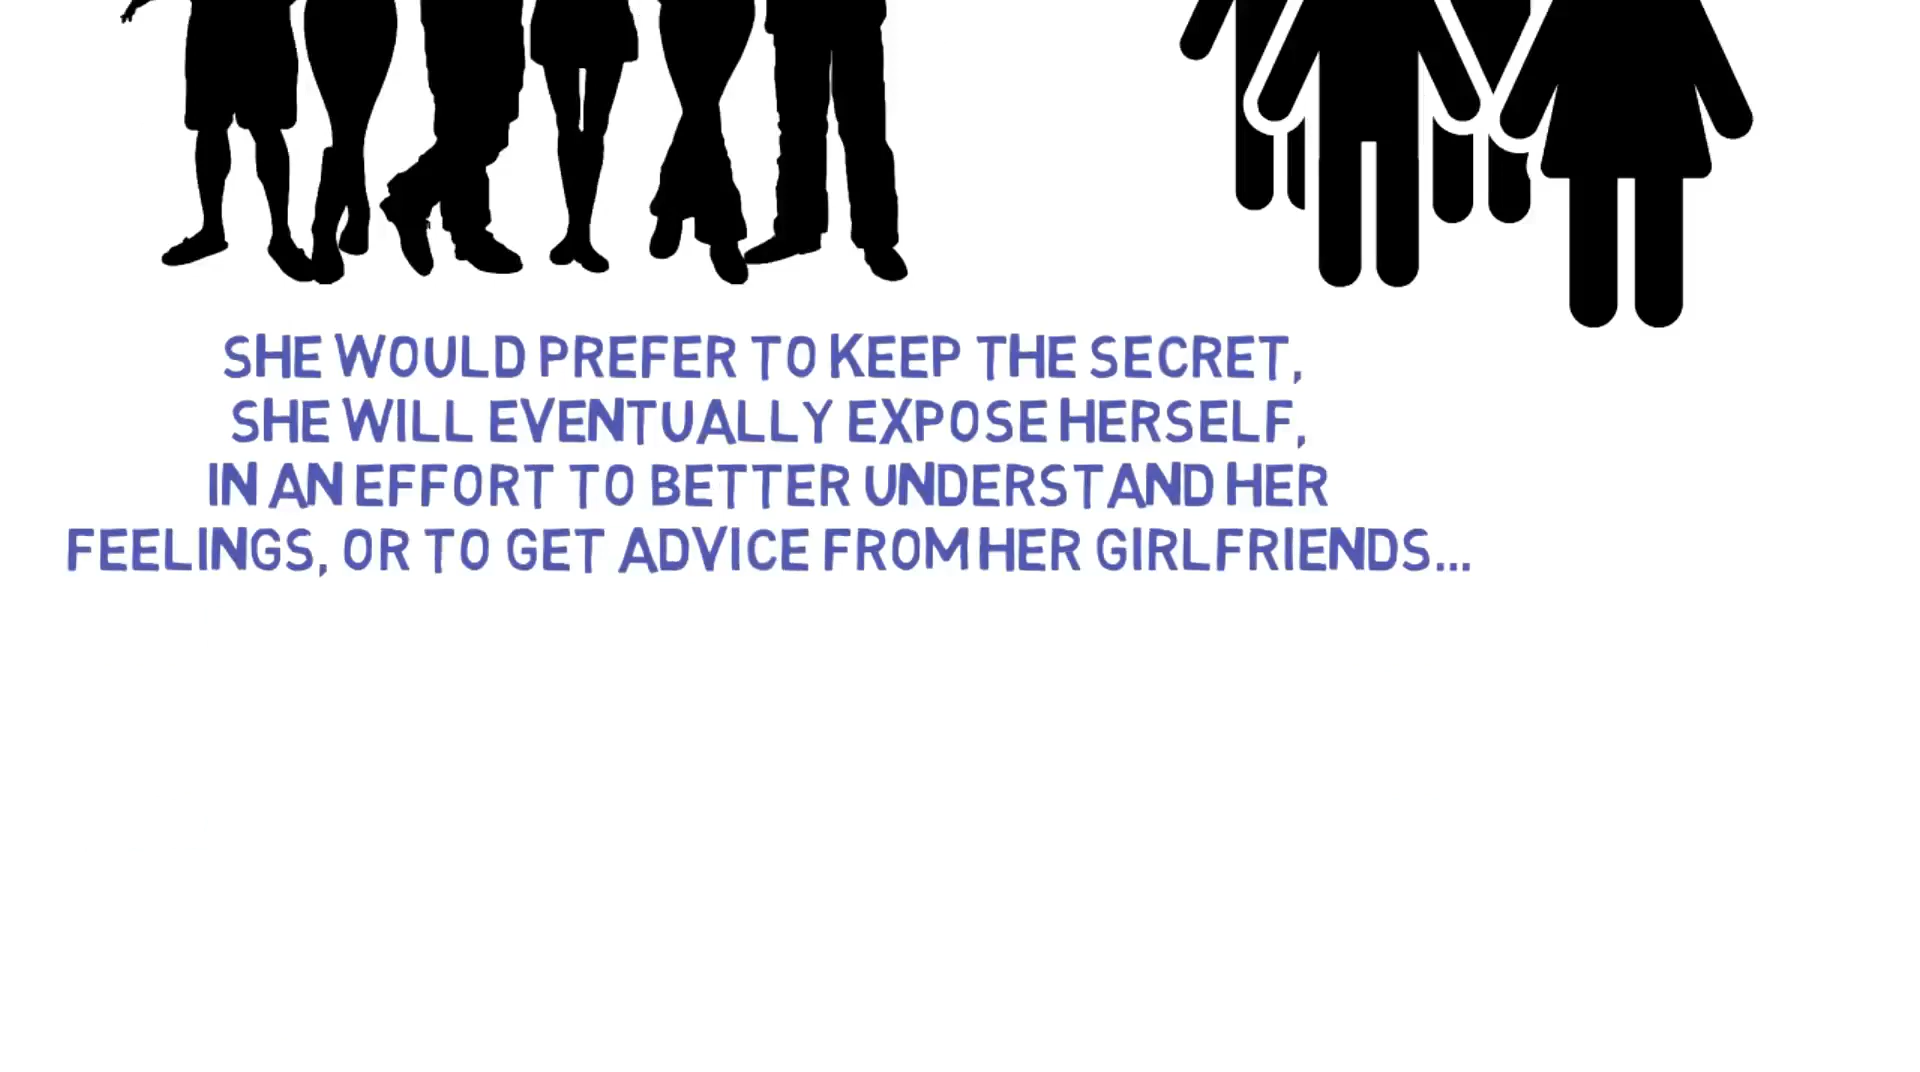 SHE WOULD PREFER TO KEEP THE SECRET,
SHE WILL EVENTUALLY EXPOSE HERSELF,
IN AN EFFORT TO BETTER UNDERSTAND HER
FEELINGS, OR TO GET ADVICE FROM HER GIRLFRIENDS...